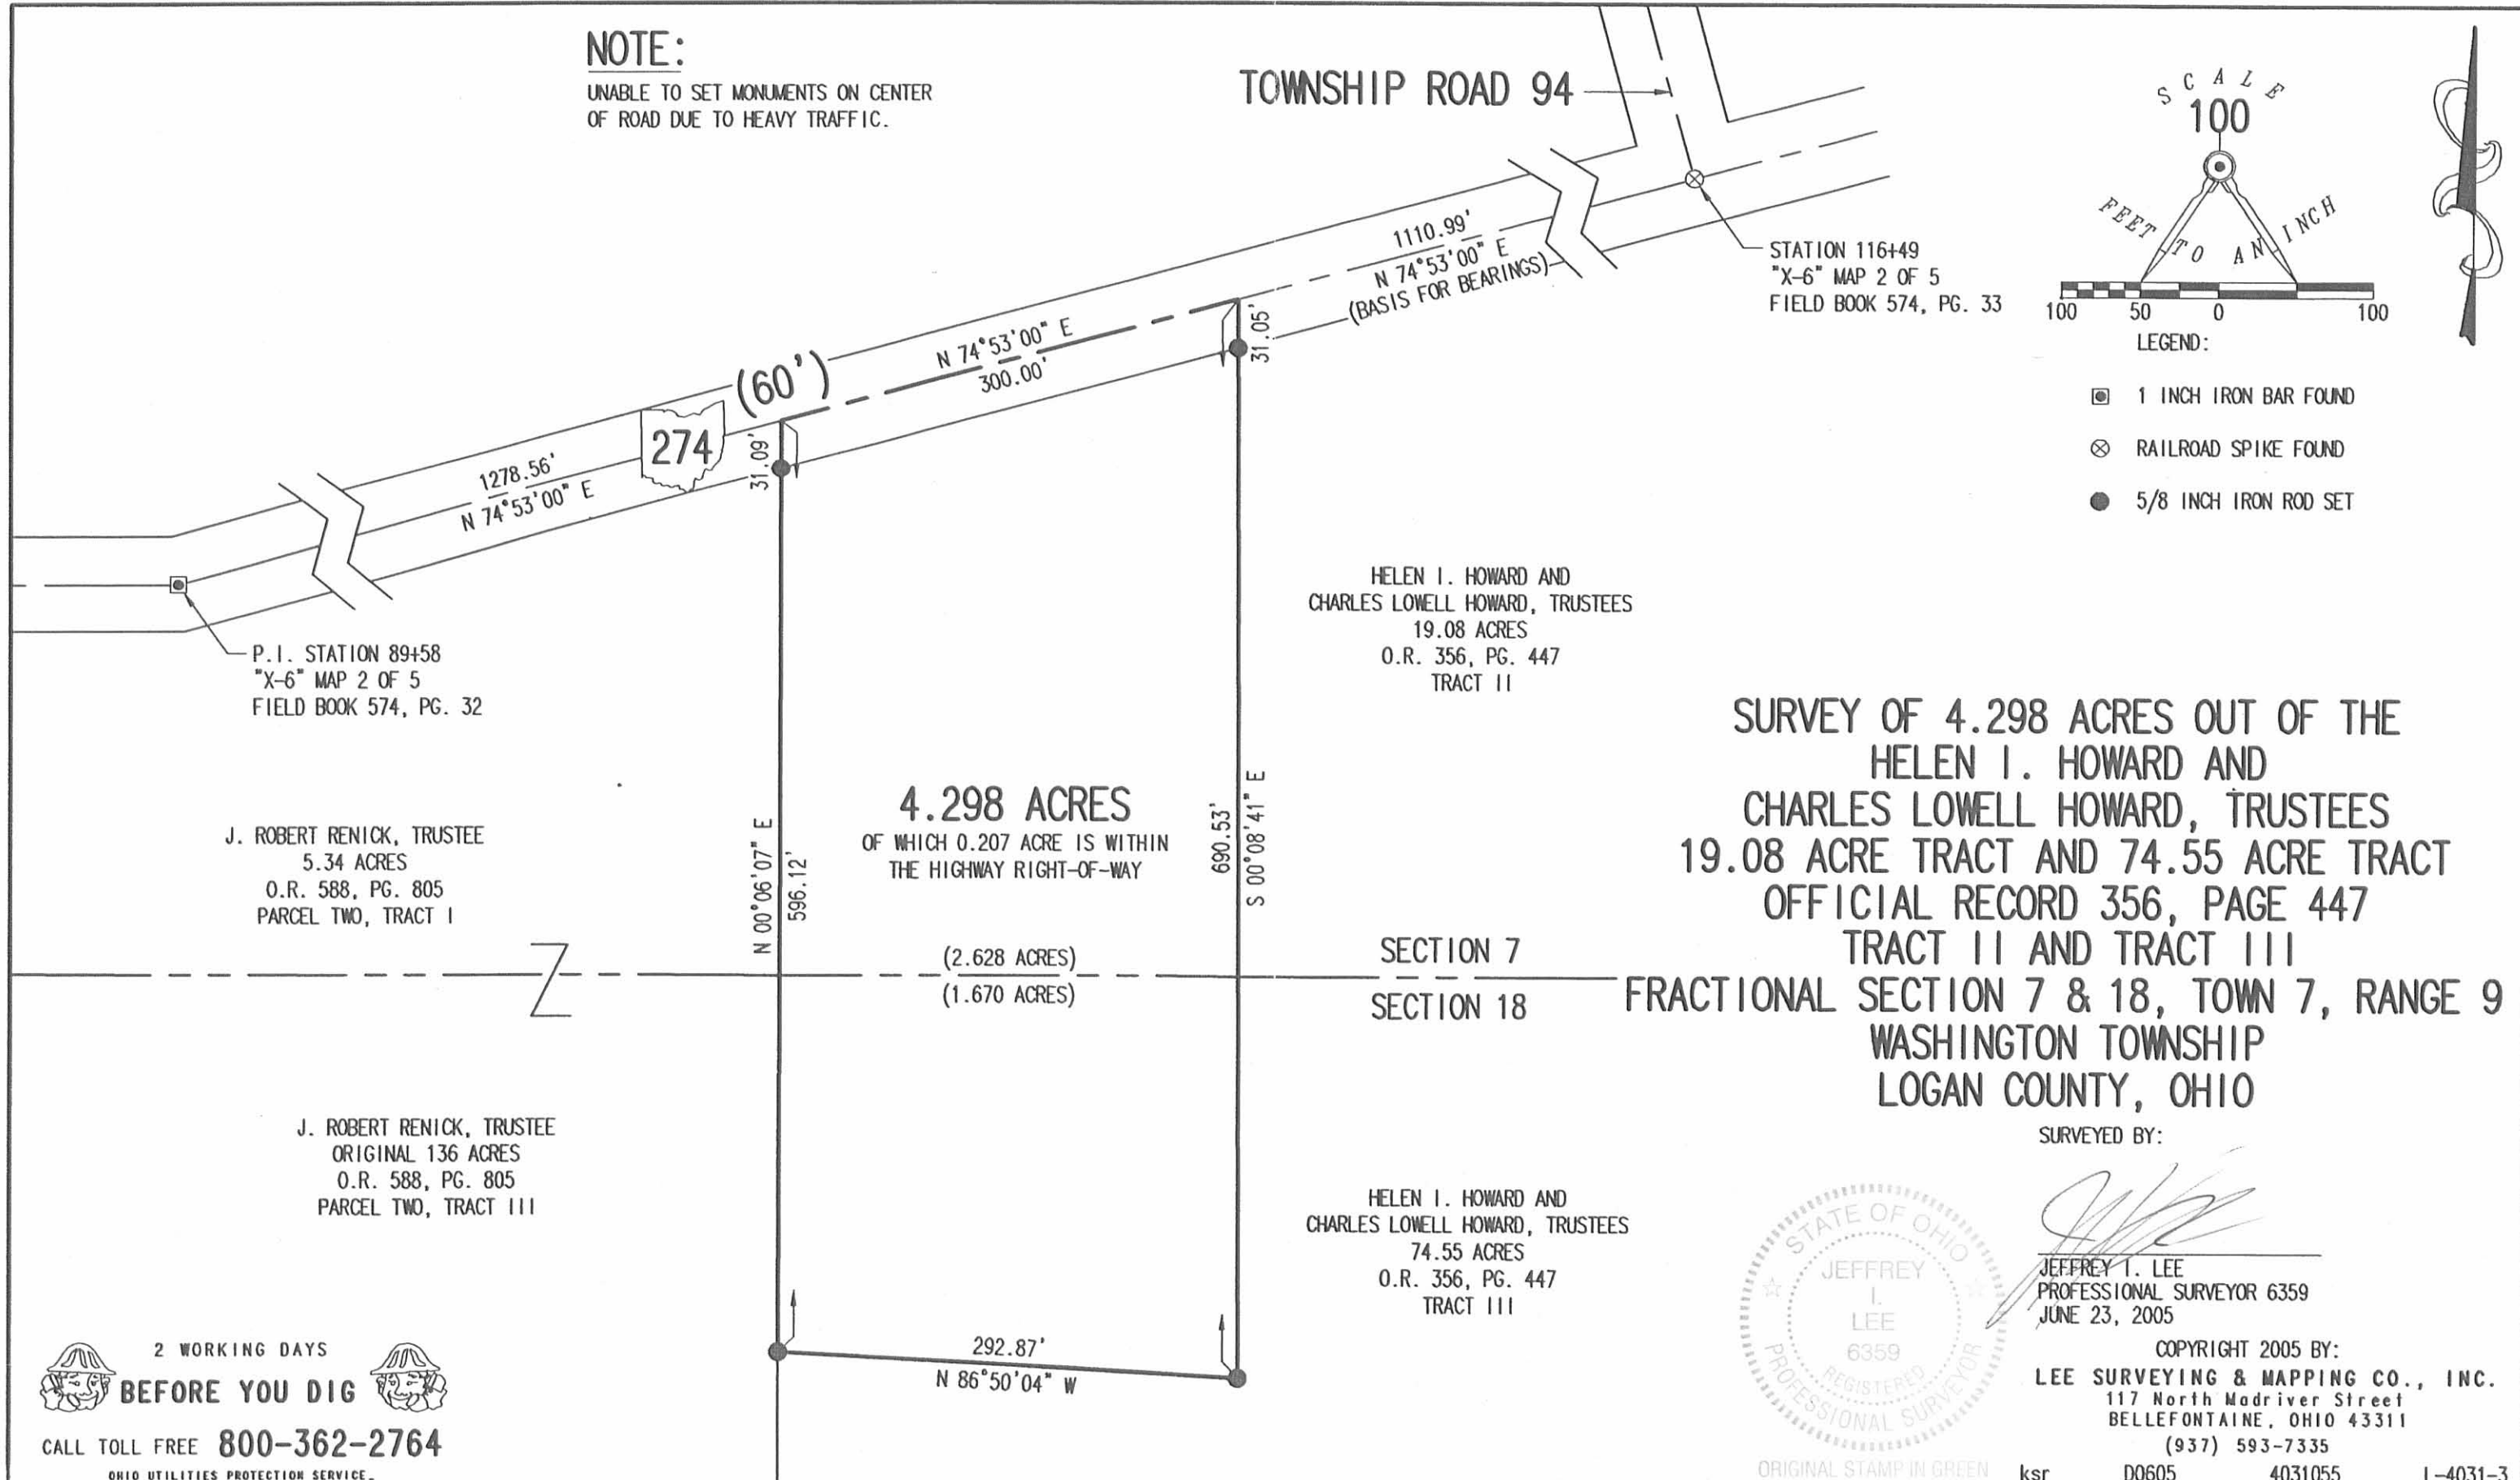 NOTE:
UNABLE TO SET MONUMENTS ON CENTER
OF ROAD DUE TO HEAVY TRAFFIC.
TOWNSHIP ROAD 94
SCALE
100
FEET TO AN INCH
100 50 0 100
LEGEND:
1 INCH IRON BAR FOUND
RAILROAD SPIKE FOUND
5/8 INCH IRON ROD SET
STATION 116+49
"X-6" MAP 2 OF 5
FIELD BOOK 574, PG. 33
1110.99'
N 74°53'00" E
(BASIS FOR BEARINGS)
31.05'
N 74°53'00" E
300.00'
(60')
274
31.09'
1278.56'
N 74°53'00" E
P.I. STATION 89+58
"X-6" MAP 2 OF 5
FIELD BOOK 574, PG. 32
HELEN I. HOWARD AND
CHARLES LOWELL HOWARD, TRUSTEES
19.08 ACRES
O.R. 356, PG. 447
TRACT II
J. ROBERT RENICK, TRUSTEE
5.34 ACRES
O.R. 588, PG. 805
PARCEL TWO, TRACT I
N 00°06'07" E
596.12'
4.298 ACRES
OF WHICH 0.207 ACRE IS WITHIN
THE HIGHWAY RIGHT-OF-WAY
690.53'
S 00°08'41" E
(2.628 ACRES)
(1.670 ACRES)
SECTION 7
SECTION 18
J. ROBERT RENICK, TRUSTEE
ORIGINAL 136 ACRES
O.R. 588, PG. 805
PARCEL TWO, TRACT III
HELEN I. HOWARD AND
CHARLES LOWELL HOWARD, TRUSTEES
74.55 ACRES
O.R. 356, PG. 447
TRACT III
292.87'
N 86°50'04" W
SURVEY OF 4.298 ACRES OUT OF THE
HELEN I. HOWARD AND
CHARLES LOWELL HOWARD, TRUSTEES
19.08 ACRE TRACT AND 74.55 ACRE TRACT
OFFICIAL RECORD 356, PAGE 447
TRACT II AND TRACT III
FRACTIONAL SECTION 7 & 18, TOWN 7, RANGE 9
WASHINGTON TOWNSHIP
LOGAN COUNTY, OHIO
SURVEYED BY:
JEFFREY I. LEE
PROFESSIONAL SURVEYOR 6359
JUNE 23, 2005
COPYRIGHT 2005 BY:
LEE SURVEYING & MAPPING CO., INC.
117 North Madriver Street
BELLEFONTAINE, OHIO 43311
(937) 593-7335
ksr D0605 4031055 L-4031-3
STATE OF OHIO
JEFFREY
I.
LEE
6359
REGISTERED
PROFESSIONAL SURVEYOR
ORIGINAL STAMP IN GREEN
2 WORKING DAYS
BEFORE YOU DIG
CALL TOLL FREE 800-362-2764
OHIO UTILITIES PROTECTION SERVICE.